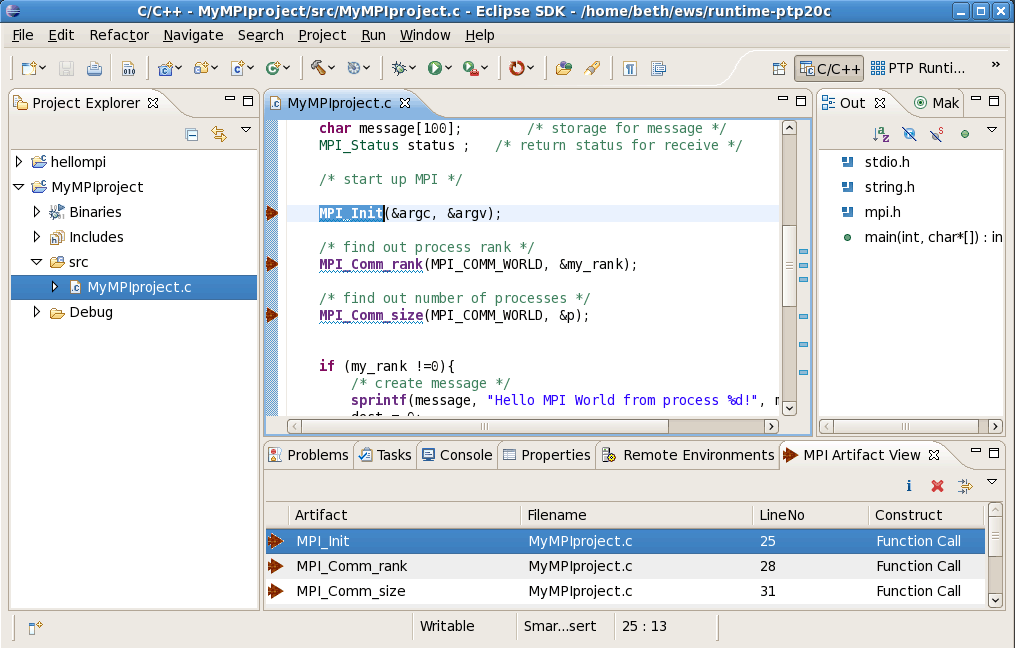 C/C++ - MyMPIproject/src/MyMPIproject.c - Eclipse SDK - /home/beth/ews/runtime-ptp20c
File Edit Refactor Navigate Search Project Run Window Help
010
C/C++ PTP Runti... »
Project Explorer
MyMPIproject.c
Out
Mak
hellompi
MyMPIproject
Binaries
Includes
src
MyMPIproject.c
Debug
char message[100]; /* storage for message */
MPI_Status status ; /* return status for receive */
/* start up MPI */
MPI_Init(&argc, &argv);
/* find out process rank */
MPI_Comm_rank(MPI_COMM_WORLD, &my_rank);
/* find out number of processes */
MPI_Comm_size(MPI_COMM_WORLD, &p);
if (my_rank !=0){
/* create message */
sprintf(message, "Hello MPI World from process %d!", m
dest = 0;
stdio.h
string.h
mpi.h
main(int, char*[]) : in
Problems Tasks Console Properties Remote Environments MPI Artifact View
Artifact Filename LineNo Construct
MPI_Init MyMPIproject.c 25 Function Call
MPI_Comm_rank MyMPIproject.c 28 Function Call
MPI_Comm_size MyMPIproject.c 31 Function Call
Writable Smar...sert 25 : 13